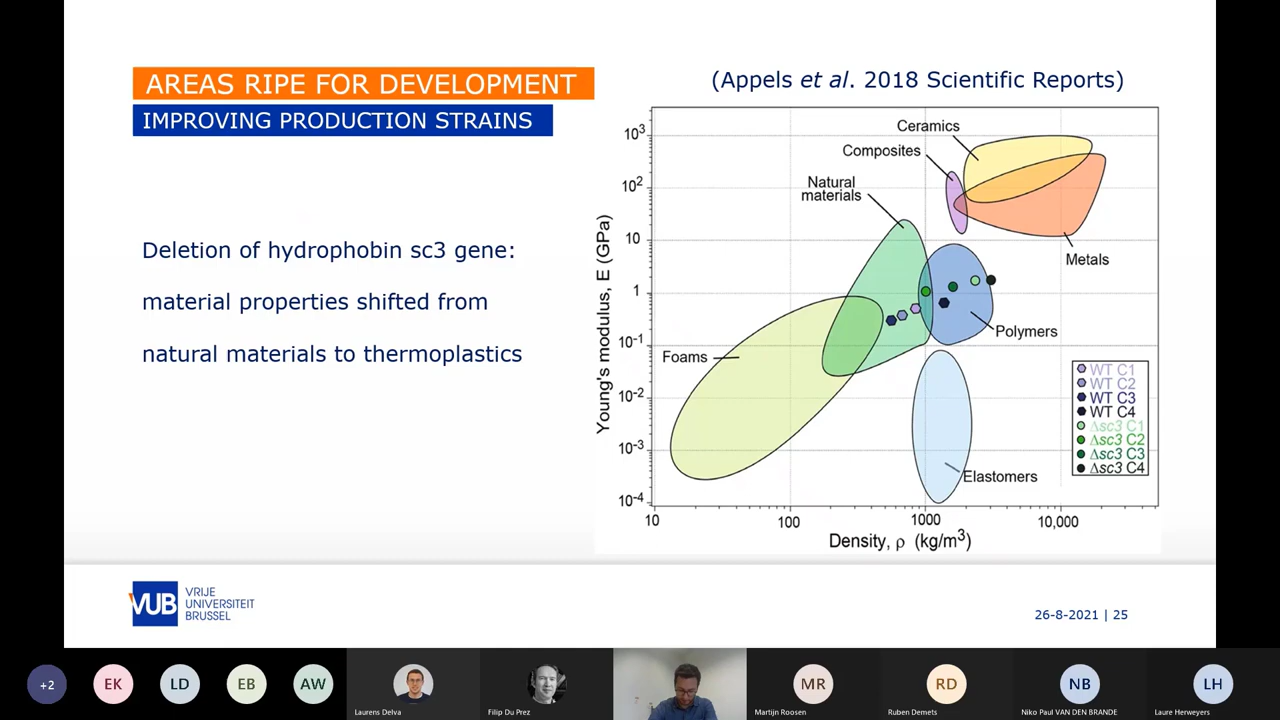 AREAS RIPE FOR DEVELOPMENT
IMPROVING PRODUCTION STRAINS
(Appels et al. 2018 Scientific Reports)
Deletion of hydrophobin sc3 gene:
material properties shifted from
natural materials to thermoplastics
Young's modulus, E (GPa)
10³
10²
10
1
10⁻¹
10⁻²
10⁻³
10⁻⁴
Ceramics
Composites
Natural
materials
Metals
Foams
Polymers
Elastomers
WT C1
WT C2
WT C3
WT C4
Δsc3 C1
Δsc3 C2
Δsc3 C3
Δsc3 C4
10
100
1000
10,000
Density, ρ (kg/m³)
VUB
VRIJE
UNIVERSITEIT
BRUSSEL
26-8-2021 | 25
+2
EK
LD
EB
AW
MR
RD
NB
LH
Laurens Delva
Filip Du Prez
Martijn Roosen
Ruben Demets
Niko Paul VAN DEN BRANDE
Laure Herweyers